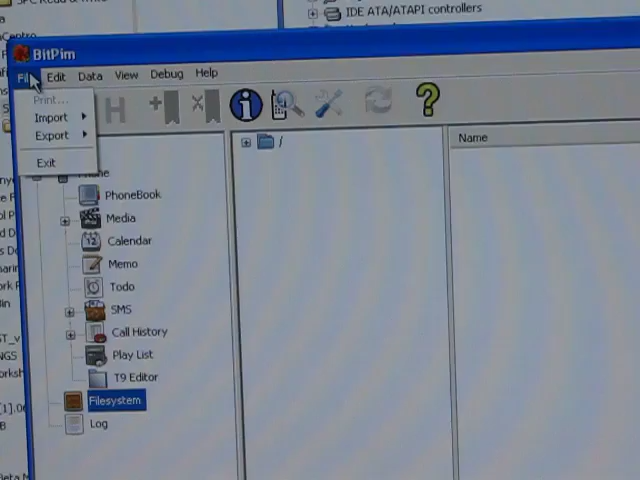 IDE ATA/ATAPI controllers
BitPim
File Edit Data View Debug Help
Print...
Import
Export
Exit
/
Name
PhoneBook
Media
Calendar
Memo
Todo
SMS
Call History
Play List
T9 Editor
Filesystem
Log